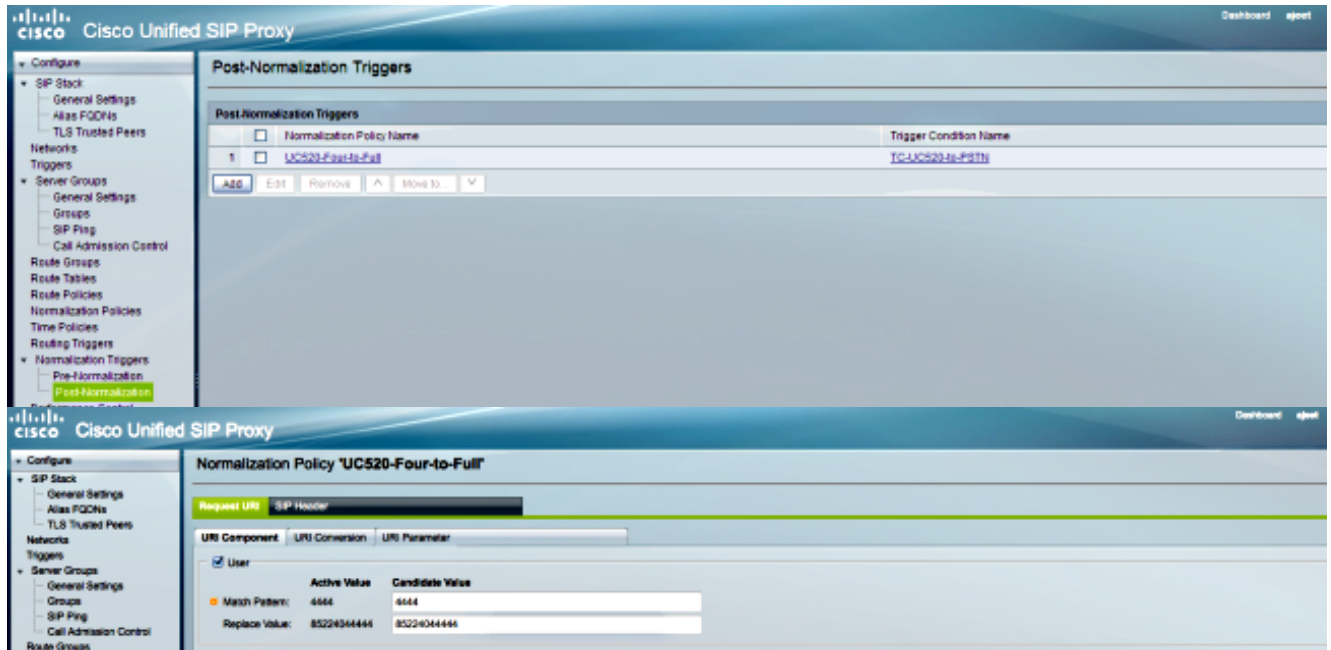 Dashboard ajeet
CISCO Cisco Unified SIP Proxy
Configure
SIP Stack
General Settings
Alias FQDNs
TLS Trusted Peers
Networks
Triggers
Server Groups
General Settings
Groups
SIP Ping
Call Admission Control
Route Groups
Route Tables
Route Policies
Normalization Policies
Time Policies
Routing Triggers
Normalization Triggers
Pre-Normalization
Post-Normalization
Post-Normalization Triggers
Post-Normalization Triggers
Normalization Policy Name Trigger Condition Name
1 UC520-Four-to-Full TC-UC520-to-PSTN
Add Edit Remove Move to...
Dashboard ajeet
CISCO Cisco Unified SIP Proxy
Configure
SIP Stack
General Settings
Alias FQDNs
TLS Trusted Peers
Networks
Triggers
Server Groups
General Settings
Groups
SIP Ping
Call Admission Control
Route Groups
Normalization Policy 'UC520-Four-to-Full'
Request URI SIP Header
URI Component URI Conversion URI Parameter
User
Active Value Candidate Value
Match Pattern: 4444 4444
Replace Value: 85224044444 85224044444